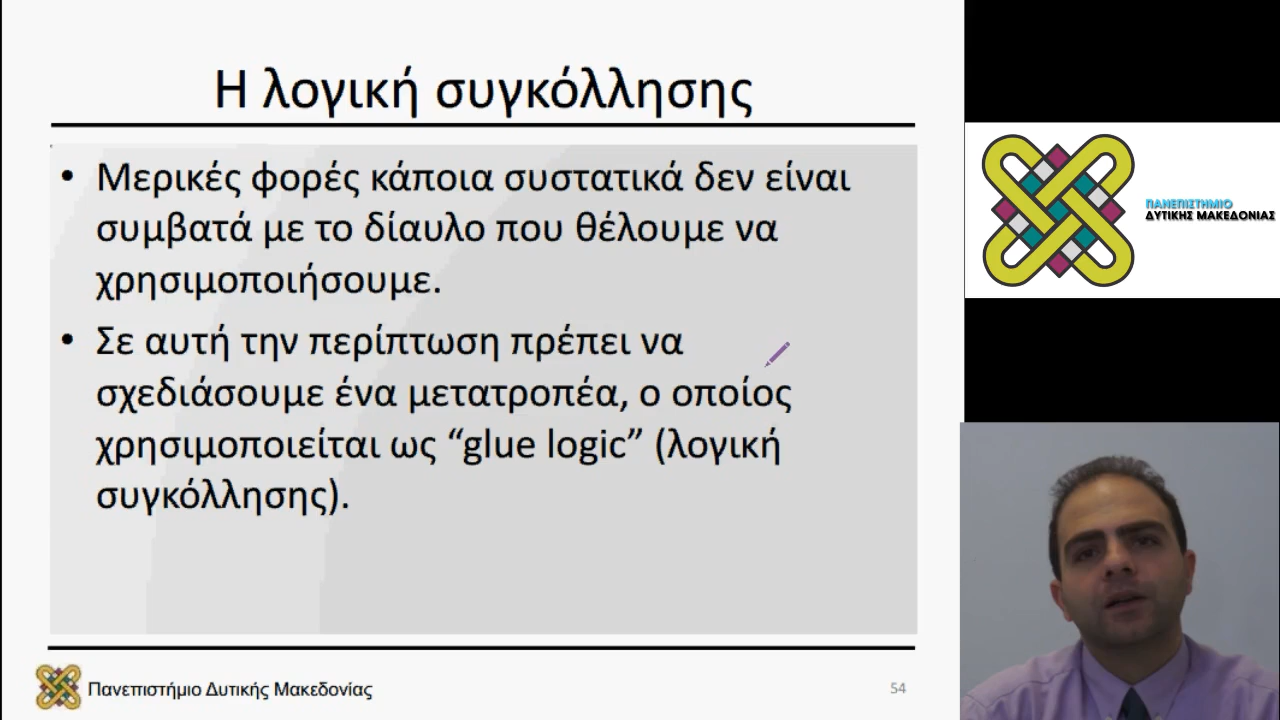 Η λογική συγκόλλησης
• Μερικές φορές κάποια συστατικά δεν είναι
συμβατά με το δίαυλο που θέλουμε να
χρησιμοποιήσουμε.
• Σε αυτή την περίπτωση πρέπει να
σχεδιάσουμε ένα μετατροπέα, ο οποίος
χρησιμοποιείται ως “glue logic” (λογική
συγκόλλησης).
Πανεπιστήμιο Δυτικής Μακεδονίας
54
ΠΑΝΕΠΙΣΤΗΜΙΟ
ΔΥΤΙΚΗΣ ΜΑΚΕΔΟΝΙΑΣ